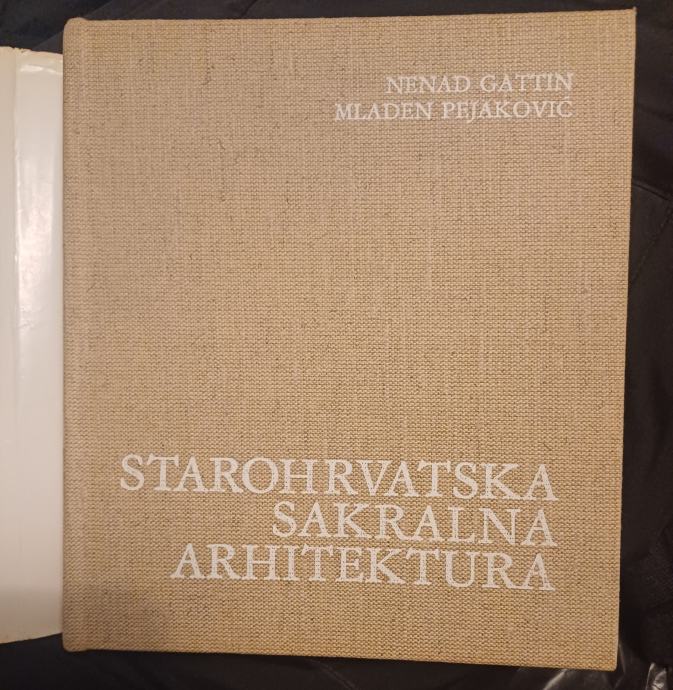 NENAD GATTIN
MLADEN PEJAKOVIĆ
STAROHRVATSKA
SAKRALNA
ARHITEKTURA